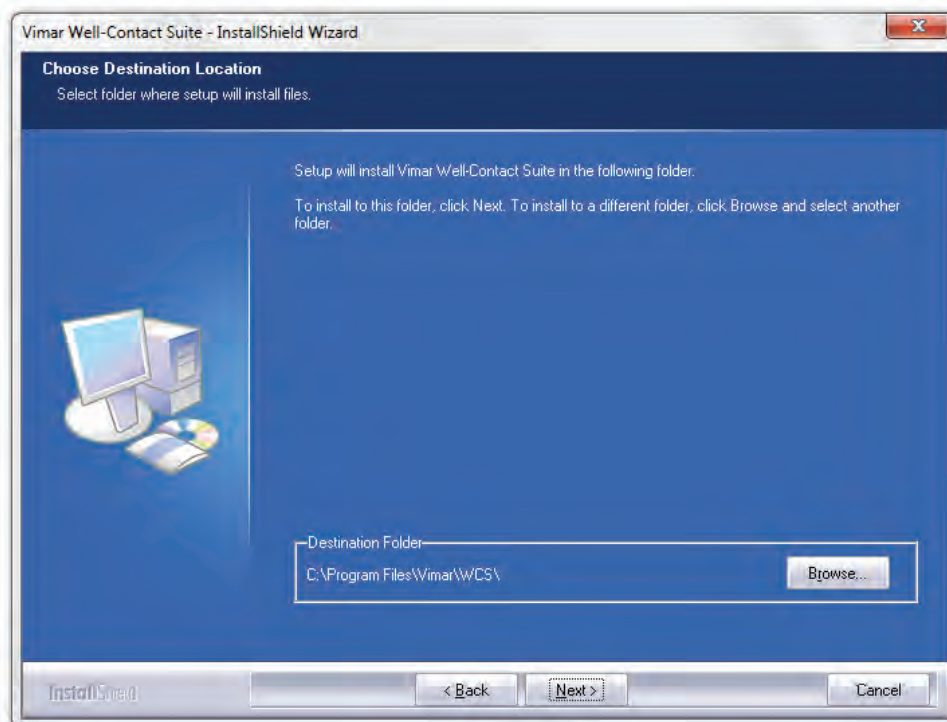 Vimar Well-Contact Suite - InstallShield Wizard
Choose Destination Location
Select folder where setup will install files.
Setup will install Vimar Well-Contact Suite in the following folder.
To install to this folder, click Next. To install to a different folder, click Browse and select another
folder.
Destination Folder
C:\Program Files\Vimar\WCS\
Browse...
InstallShield
< Back
Next >
Cancel